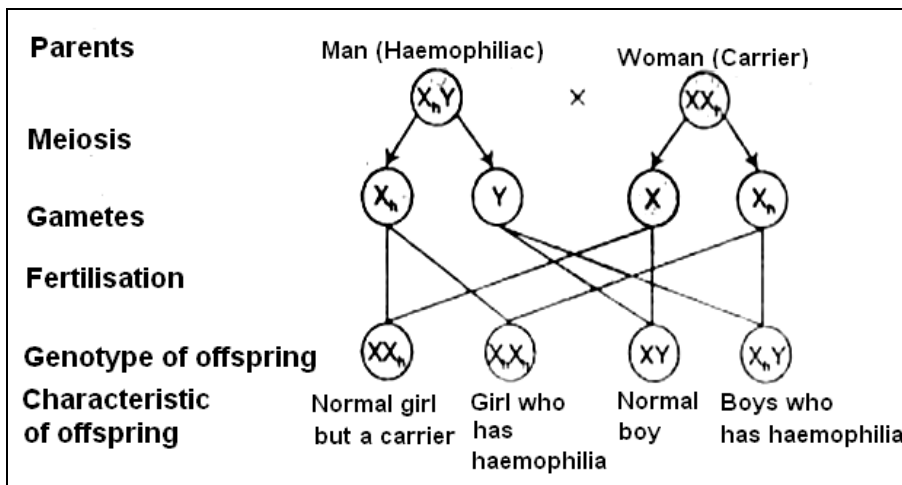 Parents
Man (Haemophiliac)
Woman (Carrier)
XhY
×
XXh
Meiosis
Xh
Y
X
Xh
Gametes
Fertilisation
XXh
XhXh
XY
XhY
Genotype of offspring
Characteristic
of offspring
Normal girl
but a carrier
Girl who
has
haemophilia
Normal
boy
Boys who
has haemophilia